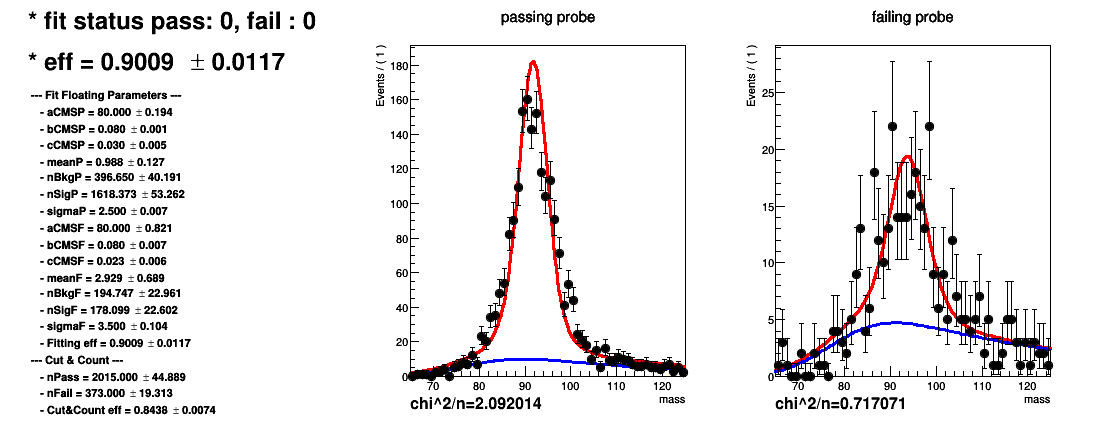 * fit status pass: 0, fail : 0
* eff = 0.9009 ± 0.0117
--- Fit Floating Parameters ---
- aCMSP = 80.000 ± 0.194
- bCMSP = 0.080 ± 0.001
- cCMSP = 0.030 ± 0.005
- meanP = 0.988 ± 0.127
- nBkgP = 396.650 ± 40.191
- nSigP = 1618.373 ± 53.262
- sigmaP = 2.500 ± 0.007
- aCMSF = 80.000 ± 0.821
- bCMSF = 0.080 ± 0.007
- cCMSF = 0.023 ± 0.006
- meanF = 2.929 ± 0.689
- nBkgF = 194.747 ± 22.961
- nSigF = 178.099 ± 22.602
- sigmaF = 3.500 ± 0.104
- Fitting eff = 0.9009 ± 0.0117
--- Cut & Count ---
- nPass = 2015.000 ± 44.889
- nFail = 373.000 ± 19.313
- Cut&Count eff = 0.8438 ± 0.0074
passing probe
Events / ( 1 )
180
160
140
120
100
80
60
40
20
0
70 80 90 100 110 120
mass
chi^2/n=2.092014
failing probe
Events / ( 1 )
25
20
15
10
5
0
70 80 90 100 110 120
mass
chi^2/n=0.717071